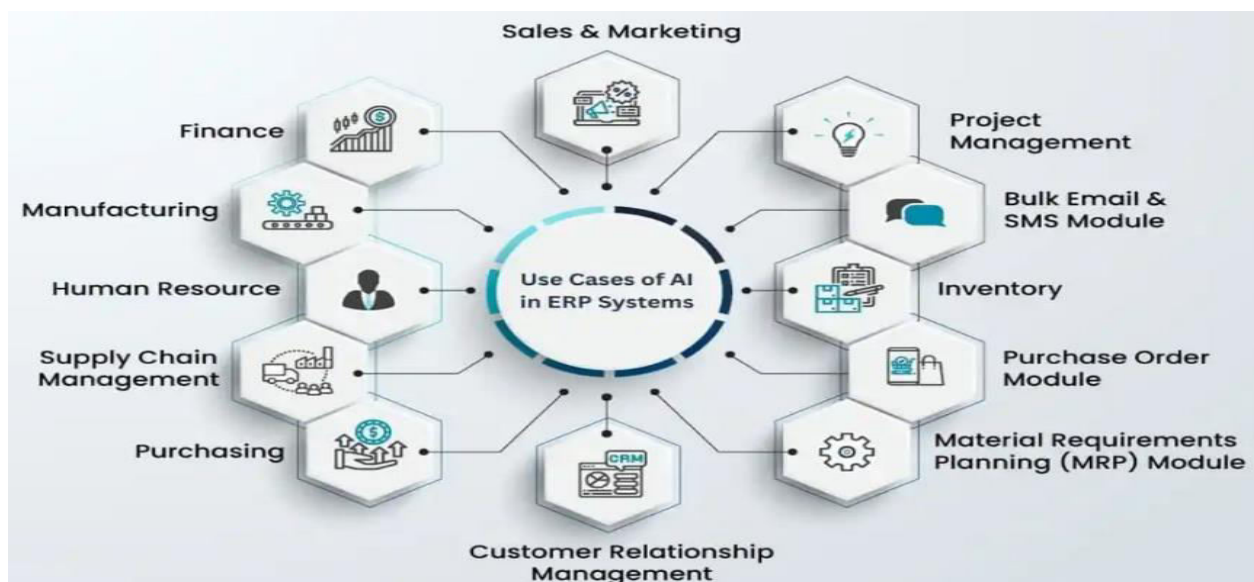 Sales & Marketing
Finance
Project
Management
Manufacturing
Bulk Email &
SMS Module
Human Resource
Use Cases of AI
in ERP Systems
Inventory
Supply Chain
Management
Purchase Order
Module
Purchasing
Material Requirements
Planning (MRP) Module
CRM
Customer Relationship
Management